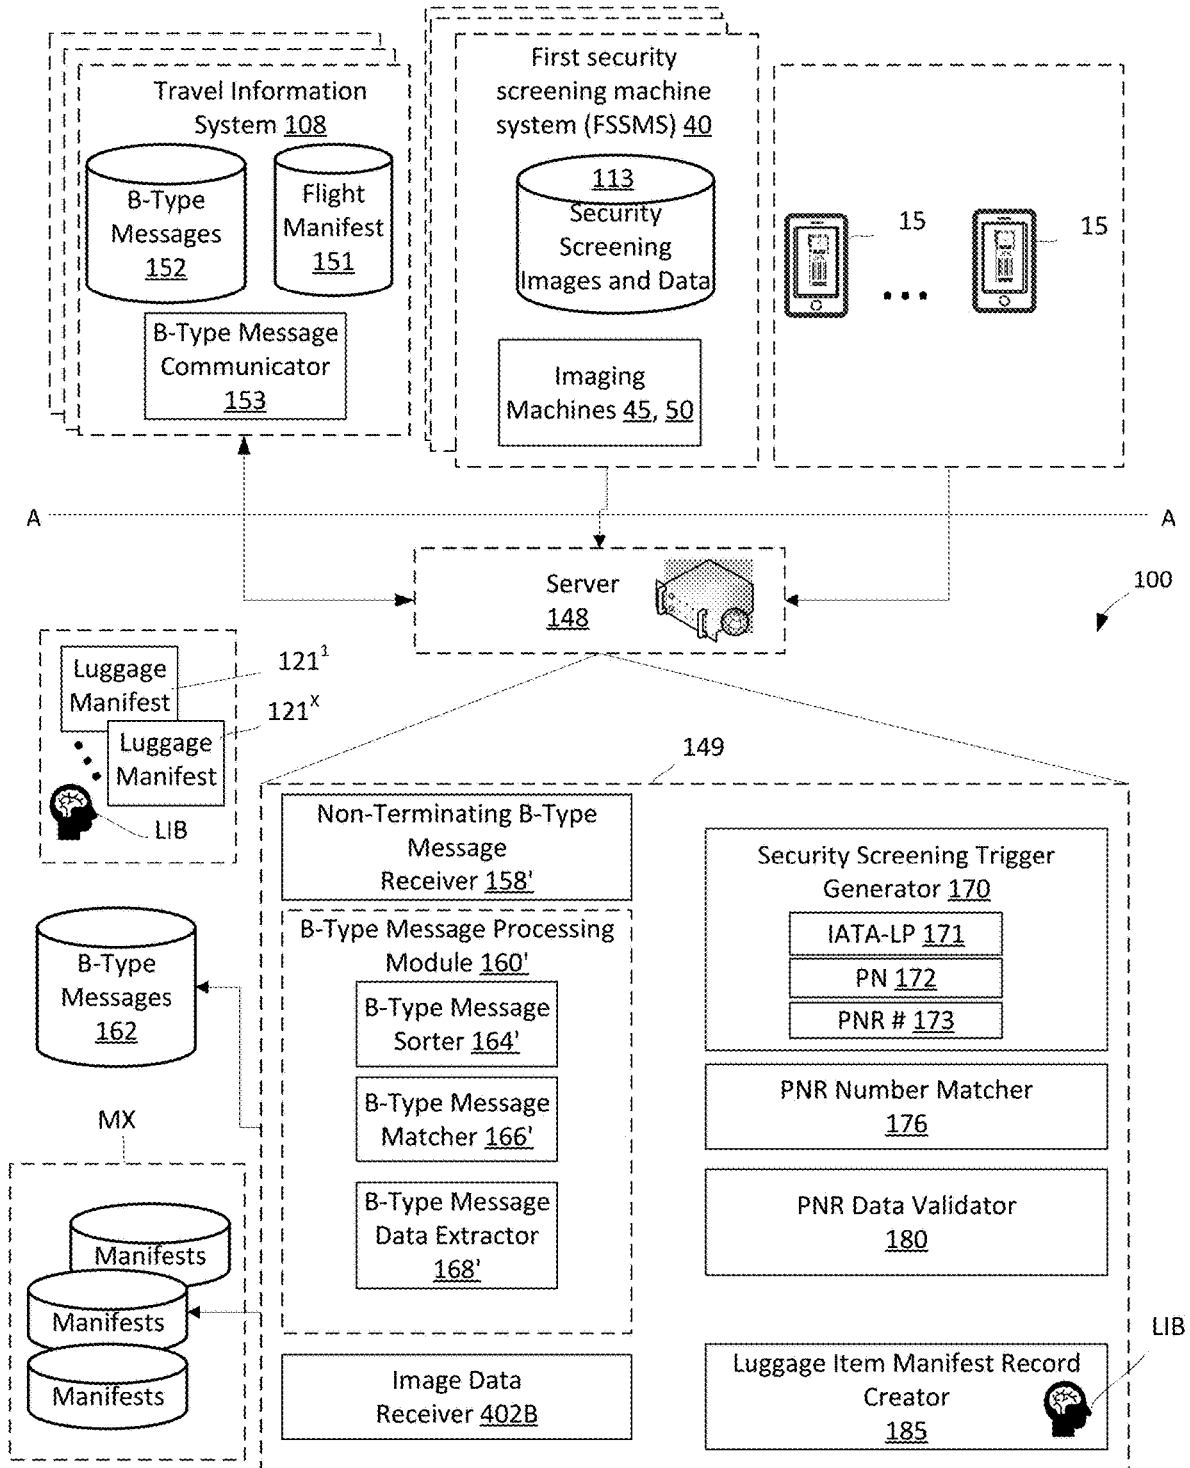 Travel Information
System 108
B-Type
Messages
152
Flight
Manifest
151
B-Type Message
Communicator
153
First security
screening machine
system (FSSMS) 40
113
Security
Screening
Images and Data
Imaging
Machines 45, 50
15
15
A
A
Server
148
100
Luggage
Manifest
121¹
Luggage
Manifest
121ˣ
LIB
149
Non-Terminating B-Type
Message
Receiver 158'
B-Type Message Processing
Module 160'
B-Type Message
Sorter 164'
B-Type Message
Matcher 166'
B-Type Message
Data Extractor
168'
Image Data
Receiver 402B
Security Screening Trigger
Generator 170
IATA-LP 171
PN 172
PNR # 173
PNR Number Matcher
176
PNR Data Validator
180
Luggage Item Manifest Record
Creator
185
LIB
B-Type
Messages
162
MX
Manifests
Manifests
Manifests